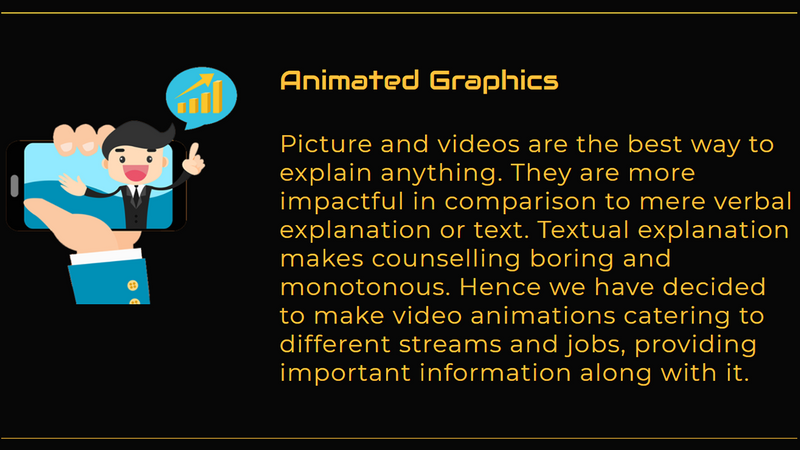 Animated Graphics
Picture and videos are the best way to
explain anything. They are more
impactful in comparison to mere verbal
explanation or text. Textual explanation
makes counselling boring and
monotonous. Hence we have decided
to make video animations catering to
different streams and jobs, providing
important information along with it.